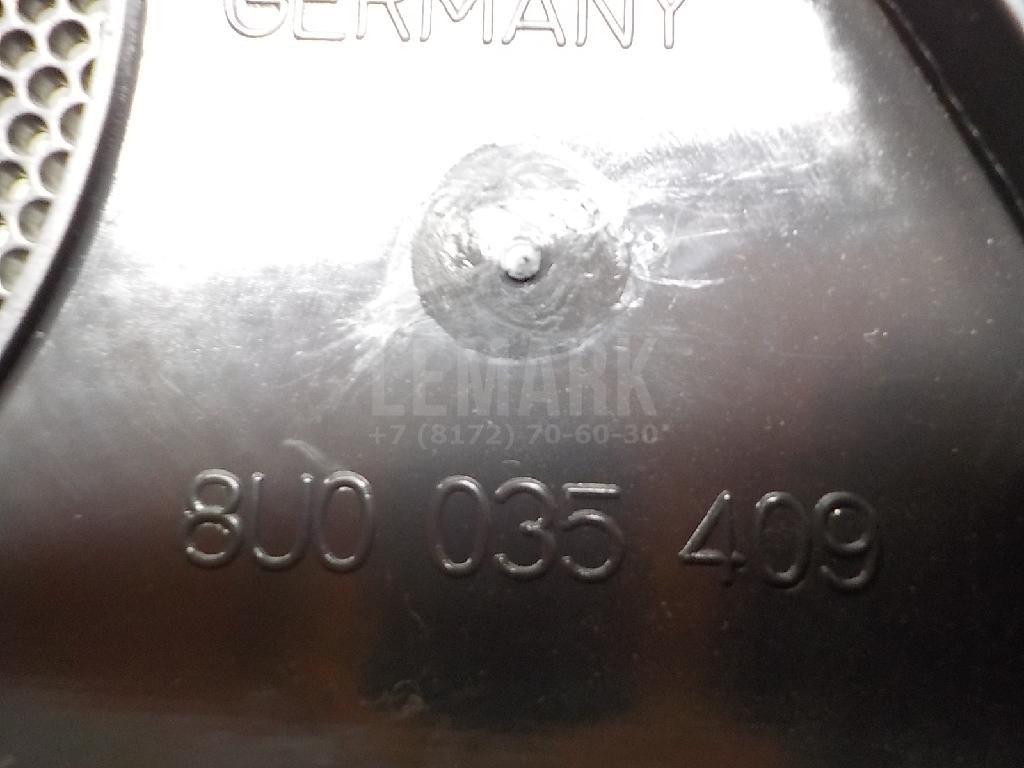 GERMANY
LEMARK
+7 (8172) 70-60-30
8U0 035 409